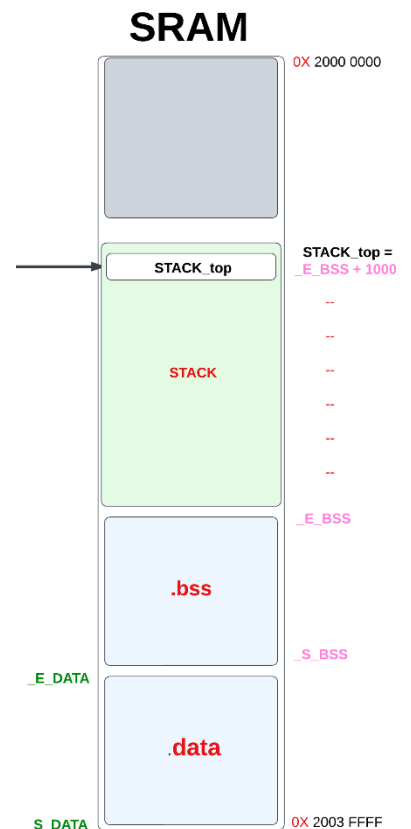 SRAM
0X 2000 0000
STACK_top
STACK_top =
_E_BSS + 1000
--
--
--
STACK
--
--
--
_E_BSS
.bss
_S_BSS
_E_DATA
.data
S_DATA
0X 2003 FFFF